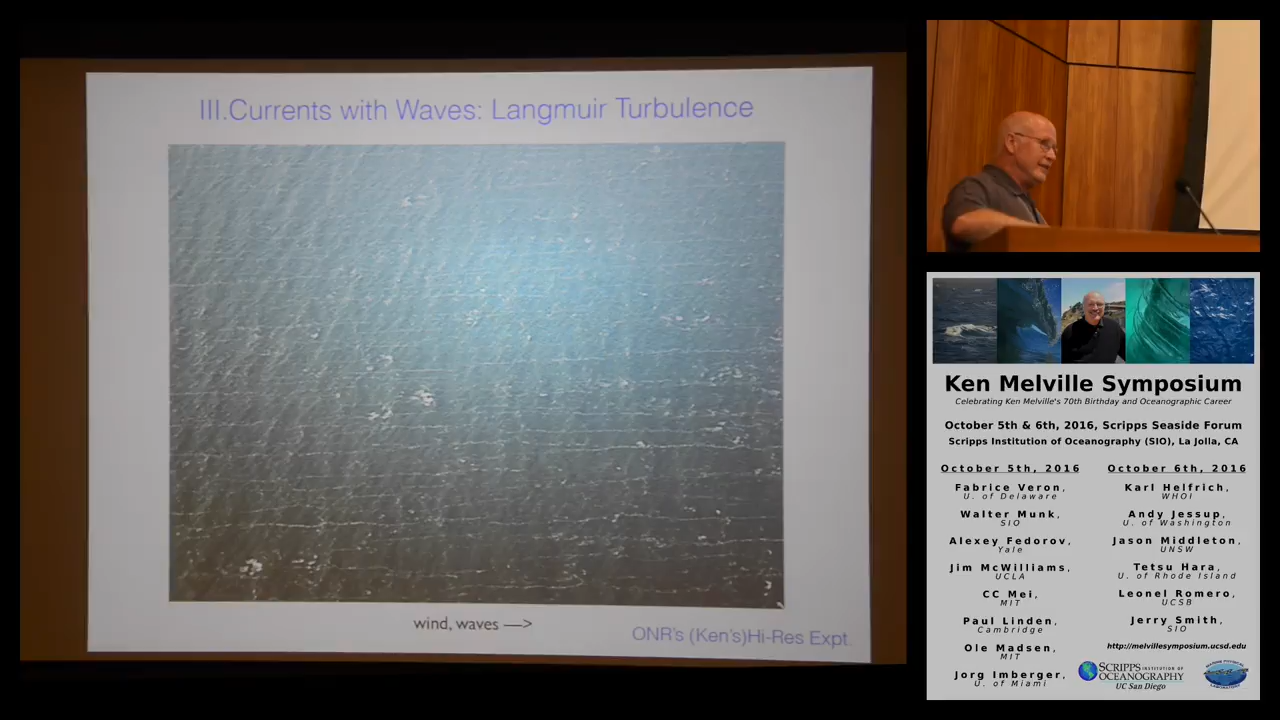 III.Currents with Waves: Langmuir Turbulence
wind, waves —>
ONR's (Ken's)Hi-Res Expt.
Ken Melville Symposium
Celebrating Ken Melville's 70th Birthday and Oceanographic Career
October 5th & 6th, 2016, Scripps Seaside Forum
Scripps Institution of Oceanography (SIO), La Jolla, CA
October 5th, 2016
Fabrice Veron,
U. of Delaware
Walter Munk,
SIO
Alexey Fedorov,
Yale
Jim McWilliams,
UCLA
CC Mei,
MIT
Paul Linden,
Cambridge
Ole Madsen,
MIT
Jorg Imberger,
U. of Miami
October 6th, 2016
Karl Helfrich,
WHOI
Andy Jessup,
U. of Washington
Jason Middleton,
UNSW
Tetsu Hara,
U. of Rhode Island
Leonel Romero,
UCSB
Jerry Smith,
SIO
http://melvillesymposium.ucsd.edu
SCRIPPS INSTITUTION OF
OCEANOGRAPHY
UC San Diego